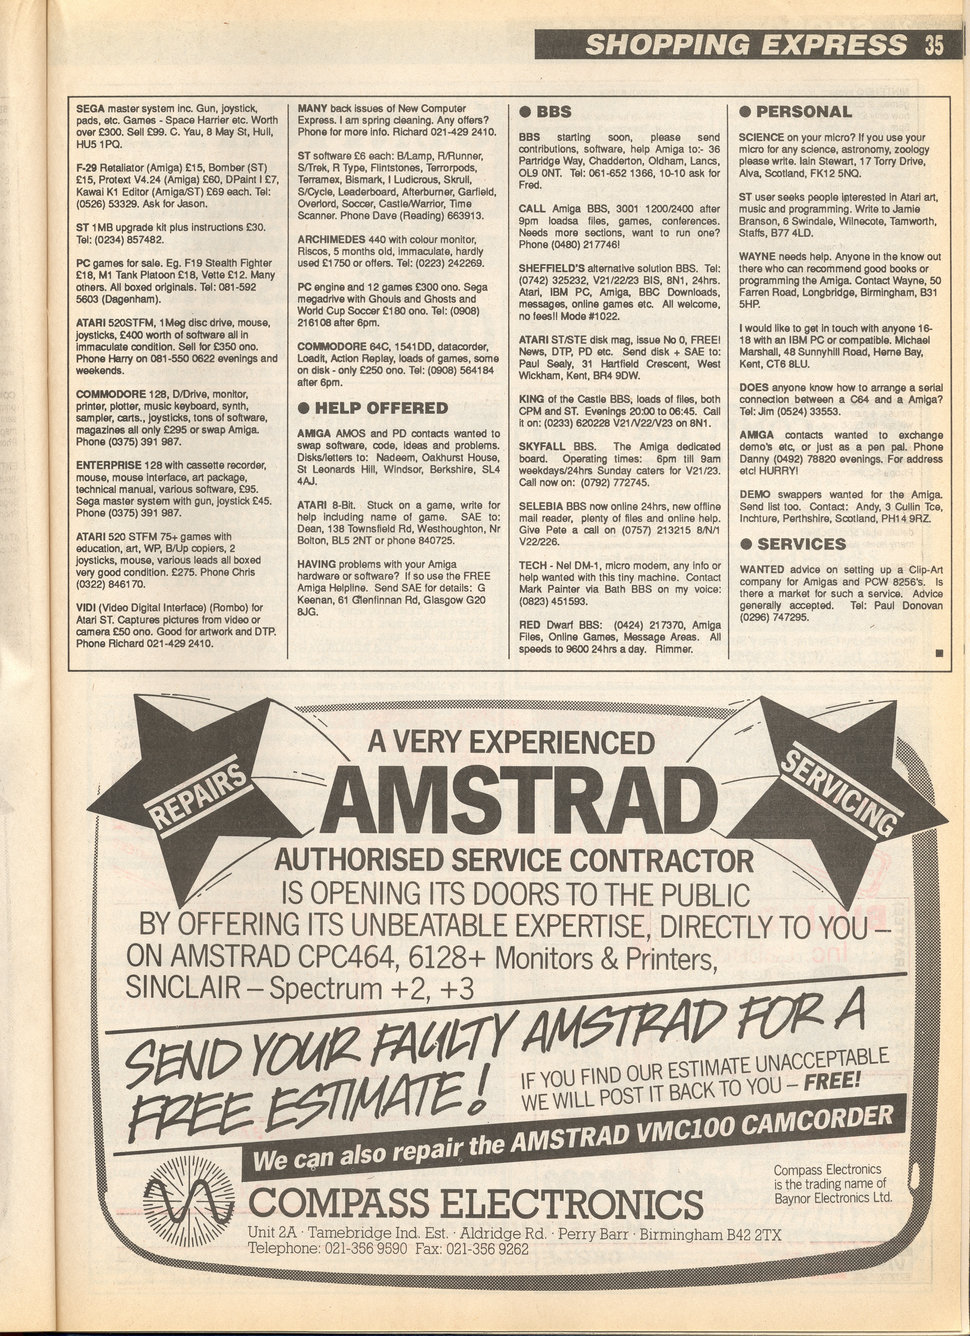 SHOPPING EXPRESS 35
SEGA master system inc. Gun, joystick,
pads, etc. Games - Space Harrier etc. Worth
over £300. Sell £99. C. Yau, 8 May St, Hull,
HU5 1PQ.
F-29 Retaliator (Amiga) £15, Bomber (ST)
£15, Protext V4.24 (Amiga) £60, DPaint I £7,
Kawai K1 Editor (Amiga/ST) £69 each. Tel:
(0526) 53329. Ask for Jason.
ST 1MB upgrade kit plus instructions £30.
Tel: (0234) 857482.
PC games for sale. Eg. F19 Stealth Fighter
£18, M1 Tank Platoon £18, Vette £12. Many
others. All boxed originals. Tel: 081-592
5603 (Dagenham).
ATARI 520STFM, 1Meg disc drive, mouse,
joysticks, £400 worth of software all in
immaculate condition. Sell for £350 ono.
Phone Harry on 081-550 0622 evenings and
weekends.
COMMODORE 128, D/Drive, monitor,
printer, plotter, music keyboard, synth,
sampler, carts., joysticks, tons of software,
magazines all only £295 or swap Amiga.
Phone (0375) 391 987.
ENTERPRISE 128 with cassette recorder,
mouse, mouse interface, art package,
technical manual, various software, £95.
Sega master system with gun, joystick £45.
Phone (0375) 391 987.
ATARI 520 STFM 75+ games with
education, art, WP, B/Up copiers, 2
joysticks, mouse, various leads all boxed
very good condition. £275. Phone Chris
(0322) 846170.
VIDI (Video Digital Interface) (Rombo) for
Atari ST. Captures pictures from video or
camera £50 ono. Good for artwork and DTP.
Phone Richard 021-429 2410.
MANY back issues of New Computer
Express. I am spring cleaning. Any offers?
Phone for more info. Richard 021-429 2410.
ST software £6 each: B/Lamp, R/Runner,
S/Trek, R Type, Flintstones, Terrorpods,
Terramex, Bismark, I Ludicrous, Skrull,
S/Cycle, Leaderboard, Afterburner, Garfield,
Overlord, Soccer, Castle/Warrior, Time
Scanner. Phone Dave (Reading) 663913.
ARCHIMEDES 440 with colour monitor,
Riscos, 5 months old, immaculate, hardly
used £1750 or offers. Tel: (0223) 242269.
PC engine and 12 games £300 ono. Sega
megadrive with Ghouls and Ghosts and
World Cup Soccer £180 ono. Tel: (0908)
216108 after 6pm.
COMMODORE 64C, 1541DD, datacorder,
Loadit, Action Replay, loads of games, some
on disk - only £250 ono. Tel: (0908) 564184
after 6pm.
● HELP OFFERED
AMIGA AMOS and PD contacts wanted to
swap software, code, ideas and problems.
Disks/letters to: Nadeem, Oakhurst House,
St Leonards Hill, Windsor, Berkshire, SL4
4AJ.
ATARI 8-Bit. Stuck on a game, write for
help including name of game. SAE to:
Dean, 138 Townsfield Rd, Westhoughton, Nr
Bolton, BL5 2NT or phone 840725.
HAVING problems with your Amiga
hardware or software? If so use the FREE
Amiga Helpline. Send SAE for details: G
Keenan, 61 Glenfinnan Rd, Glasgow G20
8JG.
● BBS
BBS starting soon, please send
contributions, software, help Amiga to:- 36
Partridge Way, Chadderton, Oldham, Lancs,
OL9 0NT. Tel: 061-652 1366, 10-10 ask for
Fred.
CALL Amiga BBS, 3001 1200/2400 after
9pm loadsa files, games, conferences.
Needs more sections, want to run one?
Phone (0480) 217746!
SHEFFIELD'S alternative solution BBS. Tel:
(0742) 325232, V21/22/23 BIS, 8N1, 24hrs.
Atari, IBM PC, Amiga, BBC Downloads,
messages, online games etc. All welcome,
no fees!! Mode #1022.
ATARI ST/STE disk mag, issue No 0, FREE!
News, DTP, PD etc. Send disk + SAE to:
Paul Sealy, 31 Hartfield Crescent, West
Wickham, Kent, BR4 9DW.
KING of the Castle BBS, loads of files, both
CPM and ST. Evenings 20:00 to 06:45. Call
it on: (0233) 620228 V21/V22/V23 on 8N1.
SKYFALL BBS. The Amiga dedicated
board. Operating times: 6pm till 9am
weekdays/24hrs Sunday caters for V21/23.
Call now on: (0792) 772745.
SELEBIA BBS now online 24hrs, new offline
mail reader, plenty of files and online help.
Give Pete a call on (0757) 213215 8/N/1
V22/226.
TECH - Nel DM-1, micro modem, any info or
help wanted with this tiny machine. Contact
Mark Painter via Bath BBS on my voice:
(0823) 451593.
RED Dwarf BBS: (0424) 217370, Amiga
Files, Online Games, Message Areas. All
speeds to 9600 24hrs a day. Rimmer.
● PERSONAL
SCIENCE on your micro? If you use your
micro for any science, astronomy, zoology
please write. Iain Stewart, 17 Torry Drive,
Alva, Scotland, FK12 5NQ.
ST user seeks people interested in Atari art,
music and programming. Write to Jamie
Branson, 6 Swindale, Wilnecote, Tamworth,
Staffs, B77 4LD.
WAYNE needs help. Anyone in the know out
there who can recommend good books or
programming the Amiga. Contact Wayne, 50
Farren Road, Longbridge, Birmingham, B31
5HP.
I would like to get in touch with anyone 16-
18 with an IBM PC or compatible. Michael
Marshall, 48 Sunnyhill Road, Herne Bay,
Kent, CT6 8LU.
DOES anyone know how to arrange a serial
connection between a C64 and a Amiga?
Tel: Jim (0524) 33553.
AMIGA contacts wanted to exchange
demo's etc, or just as a pen pal. Phone
Danny (0492) 78820 evenings. For address
etc! HURRY!
DEMO swappers wanted for the Amiga.
Send list too. Contact: Andy, 3 Cullin Tce,
Inchture, Perthshire, Scotland, PH14 9RZ.
● SERVICES
WANTED advice on setting up a Clip-Art
company for Amigas and PCW 8256's. Is
there a market for such a service. Advice
generally accepted. Tel: Paul Donovan
(0296) 747295.
REPAIRS
SERVICING
A VERY EXPERIENCED
AMSTRAD
AUTHORISED SERVICE CONTRACTOR
IS OPENING ITS DOORS TO THE PUBLIC
BY OFFERING ITS UNBEATABLE EXPERTISE, DIRECTLY TO YOU –
ON AMSTRAD CPC464, 6128+ Monitors & Printers,
SINCLAIR – Spectrum +2, +3
SEND YOUR FAULTY AMSTRAD FOR A
FREE ESTIMATE!
IF YOU FIND OUR ESTIMATE UNACCEPTABLE
WE WILL POST IT BACK TO YOU – FREE!
We can also repair the AMSTRAD VMC100 CAMCORDER
COMPASS ELECTRONICS
Unit 2A · Tamebridge Ind. Est. · Aldridge Rd. · Perry Barr · Birmingham B42 2TX
Telephone: 021-356 9590 Fax: 021-356 9262
Compass Electronics
is the trading name of
Baynor Electronics Ltd.